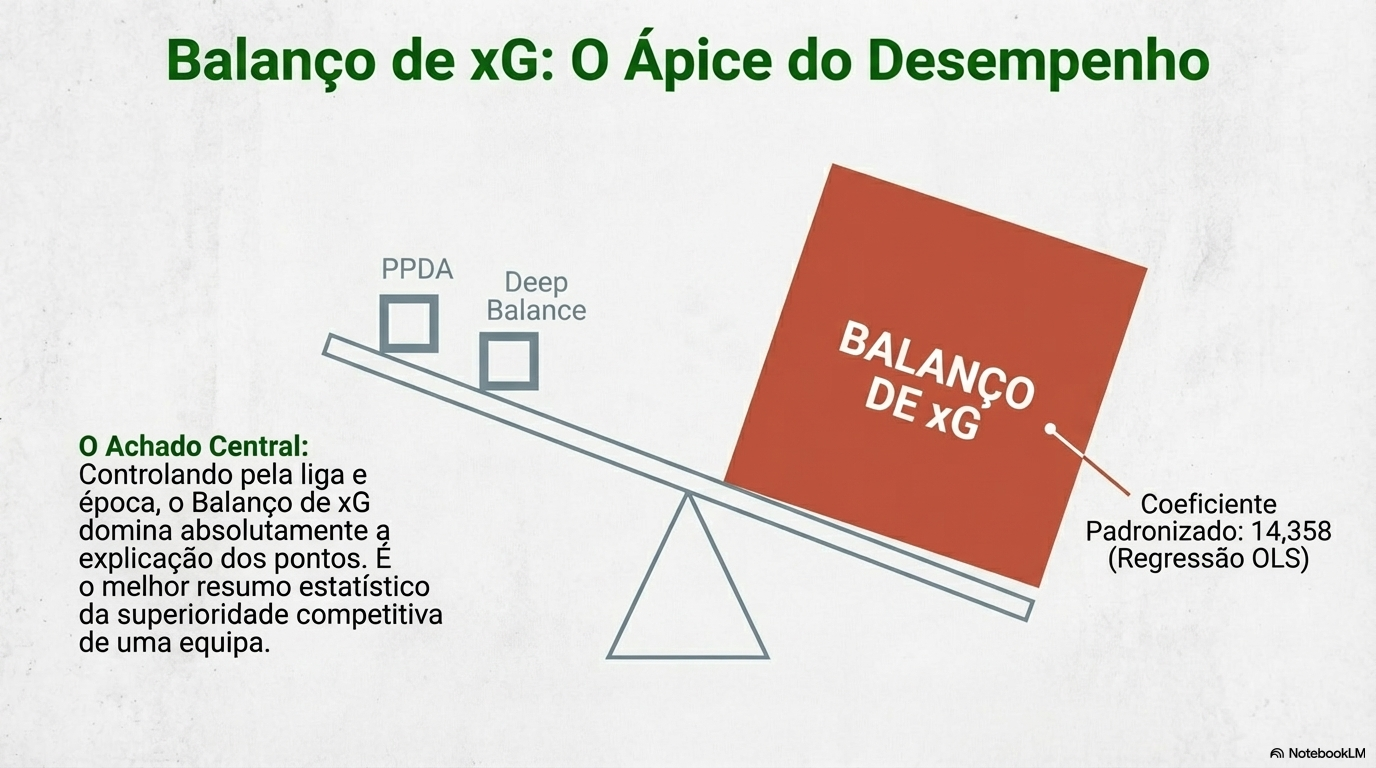 Balanço de xG: O Ápice do Desempenho
PPDA
Deep
Balance
BALANÇO
DE xG
O Achado Central:
Controlando pela liga e
época, o Balanço de xG
domina absolutamente a
explicação dos pontos. É
o melhor resumo estatístico
da superioridade competitiva
de uma equipa.
Coeficiente
Padronizado: 14,358
(Regressão OLS)
NotebookLM